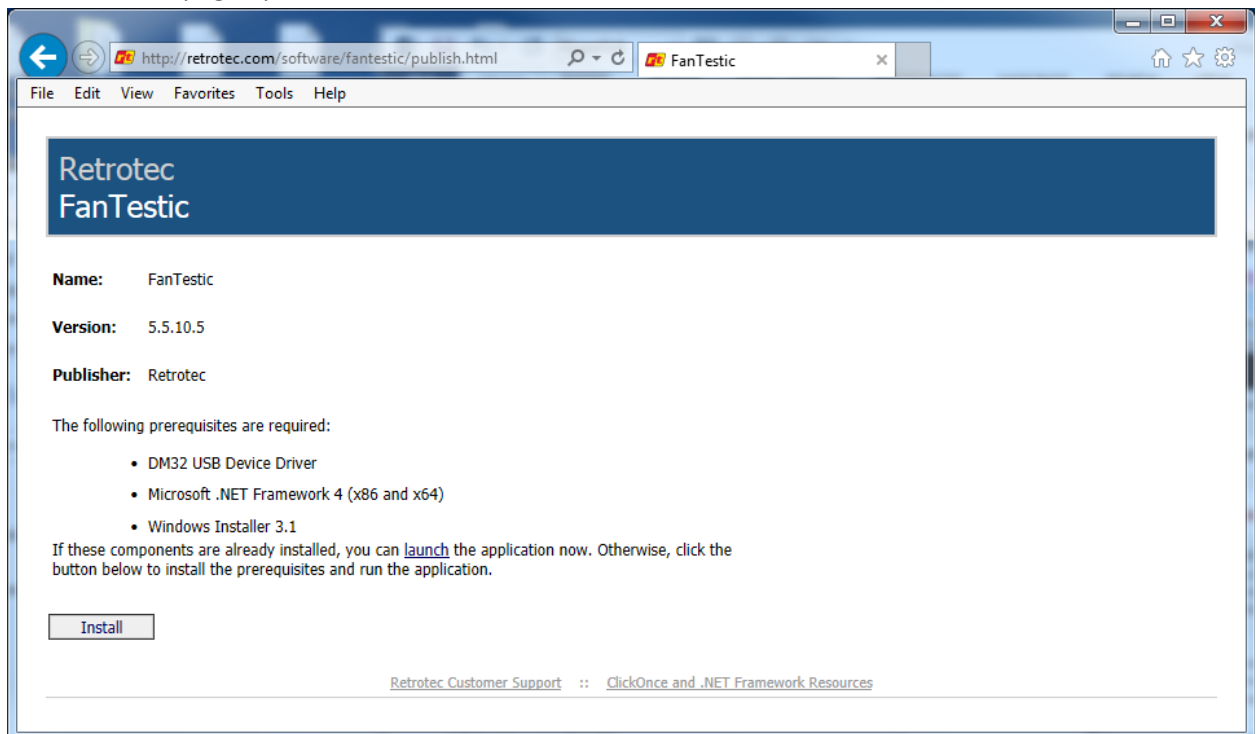 http://retrotec.com/software/fantestic/publish.html
FanTestic
File Edit View Favorites Tools Help
Retrotec
FanTestic
Name: FanTestic
Version: 5.5.10.5
Publisher: Retrotec
The following prerequisites are required:
• DM32 USB Device Driver
• Microsoft .NET Framework 4 (x86 and x64)
• Windows Installer 3.1
If these components are already installed, you can launch the application now. Otherwise, click the
button below to install the prerequisites and run the application.
Install
Retrotec Customer Support :: ClickOnce and .NET Framework Resources